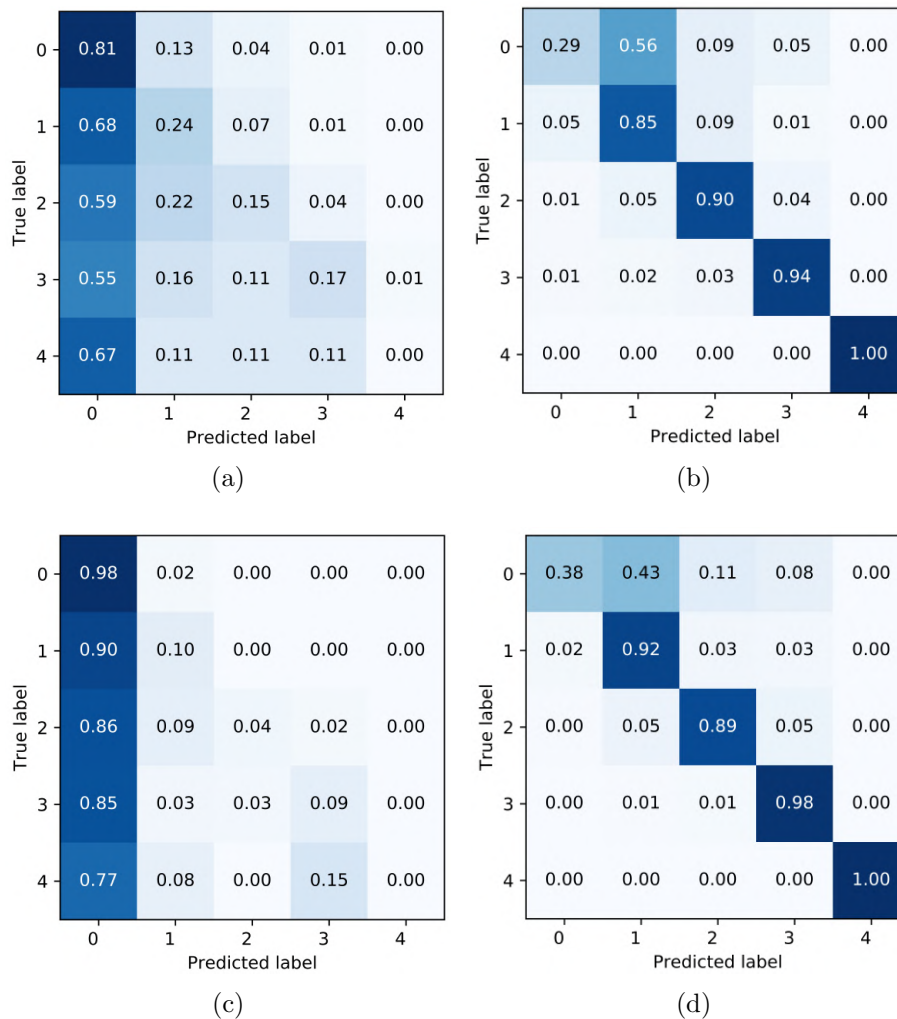 0 0.81 0.13 0.04 0.01 0.00
1 0.68 0.24 0.07 0.01 0.00
2 0.59 0.22 0.15 0.04 0.00
3 0.55 0.16 0.11 0.17 0.01
4 0.67 0.11 0.11 0.11 0.00
True label
0 1 2 3 4
Predicted label
(a)
0 0.29 0.56 0.09 0.05 0.00
1 0.05 0.85 0.09 0.01 0.00
2 0.01 0.05 0.90 0.04 0.00
3 0.01 0.02 0.03 0.94 0.00
4 0.00 0.00 0.00 0.00 1.00
True label
0 1 2 3 4
Predicted label
(b)
0 0.98 0.02 0.00 0.00 0.00
1 0.90 0.10 0.00 0.00 0.00
2 0.86 0.09 0.04 0.02 0.00
3 0.85 0.03 0.03 0.09 0.00
4 0.77 0.08 0.00 0.15 0.00
True label
0 1 2 3 4
Predicted label
(c)
0 0.38 0.43 0.11 0.08 0.00
1 0.02 0.92 0.03 0.03 0.00
2 0.00 0.05 0.89 0.05 0.00
3 0.00 0.01 0.01 0.98 0.00
4 0.00 0.00 0.00 0.00 1.00
True label
0 1 2 3 4
Predicted label
(d)